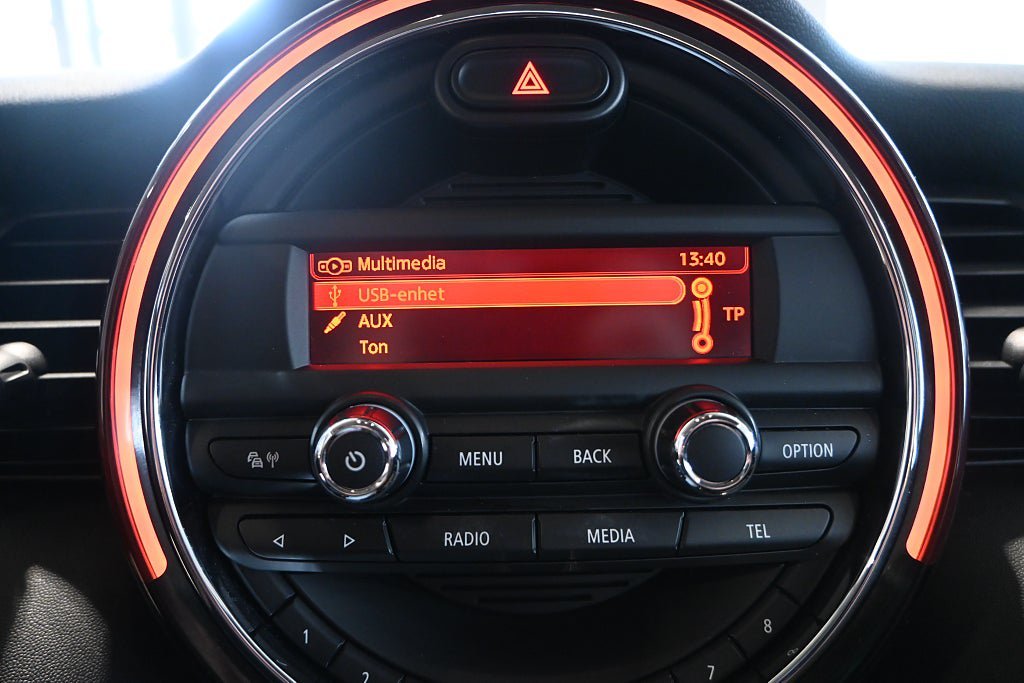 Multimedia 13:40
USB-enhet
AUX TP
Ton
MENU BACK OPTION
RADIO MEDIA TEL
1 8
2 7